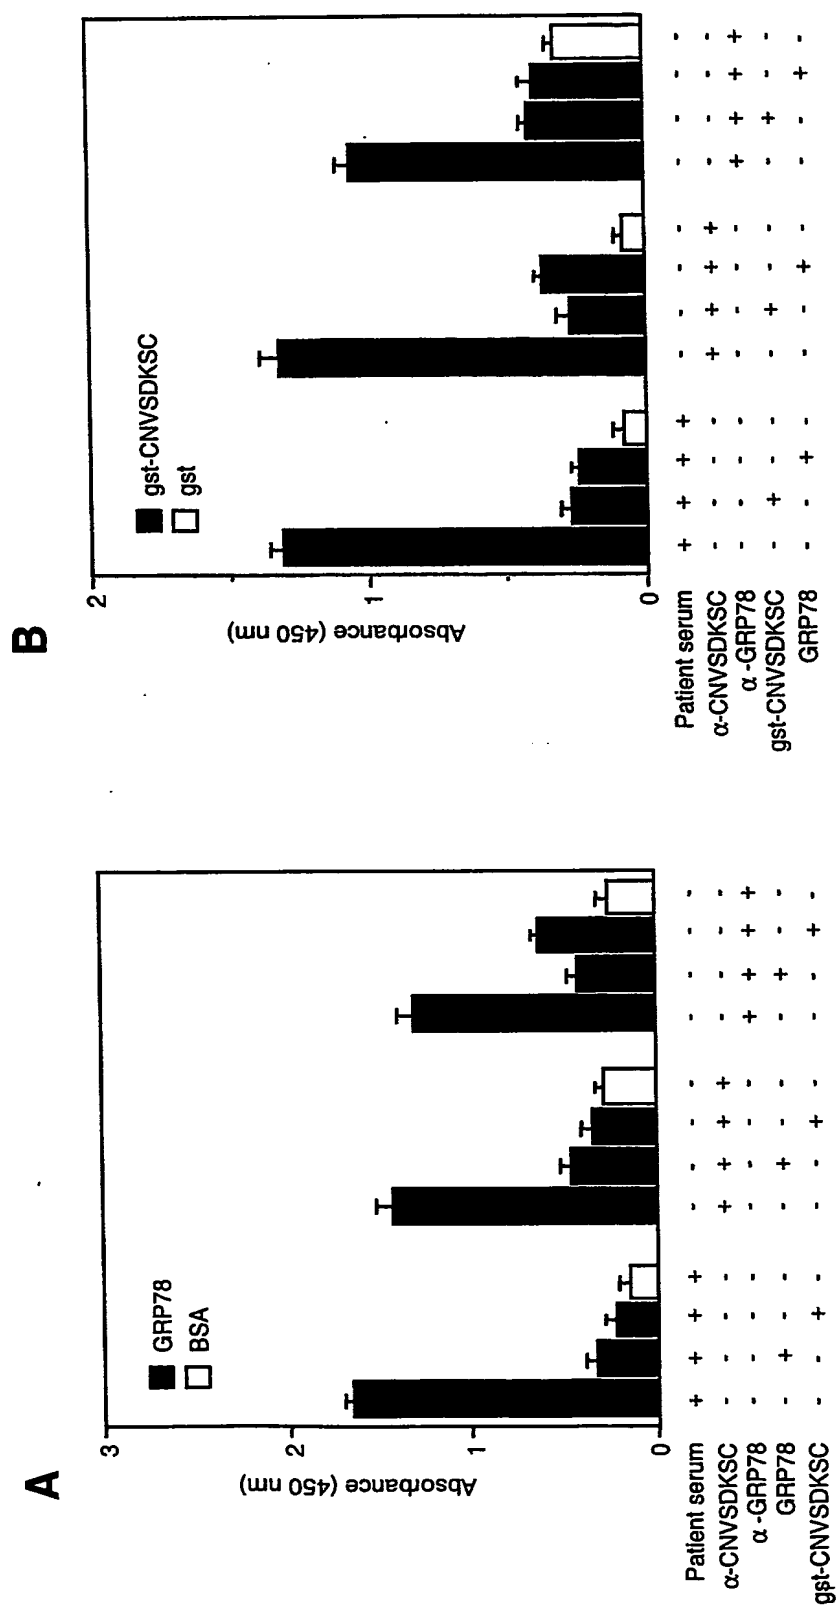 A
GRP78
BSA
3
2
1
0
Absorbance (450 nm)
Patient serum + + + + - - - - - - - -
α-CNVSDKSC - - - - + + + + - - - -
α -GRP78 - - - - - - - - + + + +
GRP78 - + - - - + - - - + - -
gst-CNVSDKSC - - + - - - + - - - + -
B
gst-CNVSDKSC
gst
2
1
0
Absorbance (450 nm)
Patient serum + + + + - - - - - - - -
α-CNVSDKSC - - - - + + + + - - - -
α -GRP78 - - - - - - - - + + + +
gst-CNVSDKSC - + - - - + - - - + - -
GRP78 - - + - - - + - - - + -